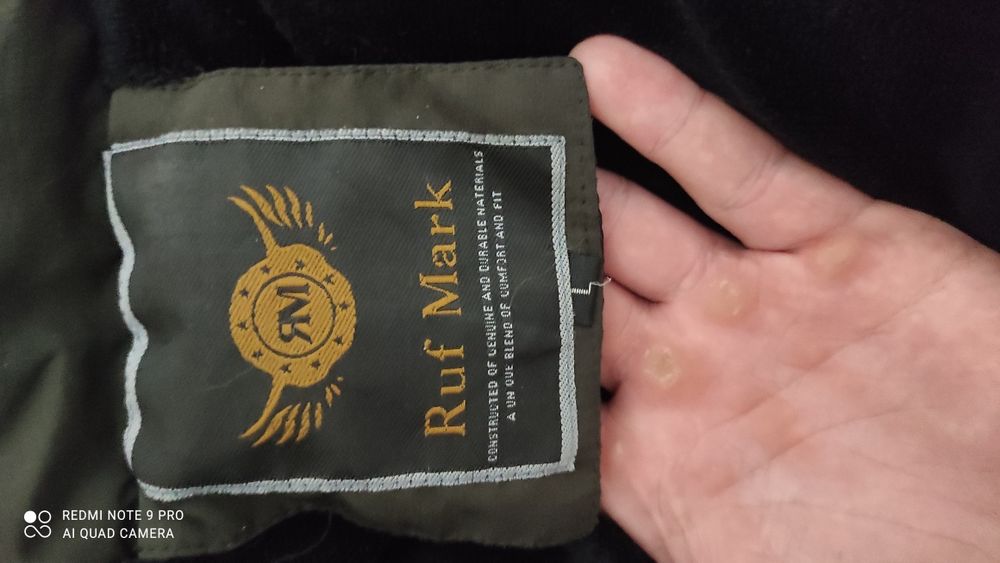 RM
Ruf Mark
CONSTRUCTED OF GENUINE AND DURABLE MATERIALS
A UNIQUE BLEND OF COMFORT AND FIT
REDMI NOTE 9 PRO
AI QUAD CAMERA